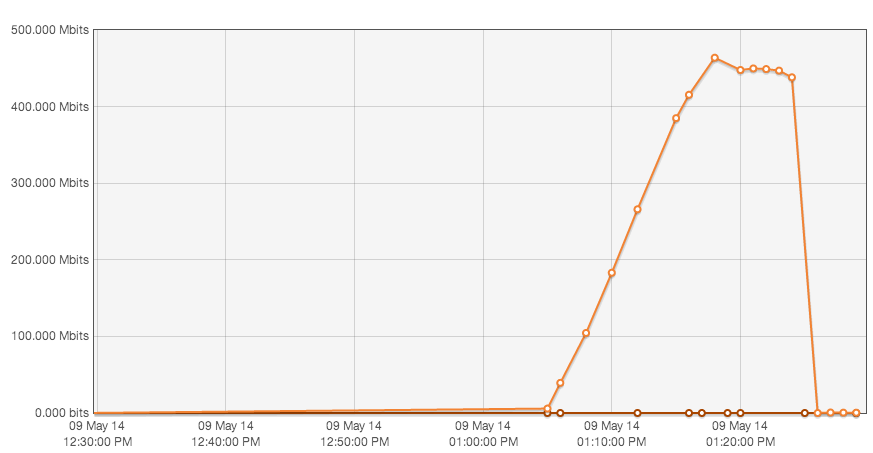 500.000 Mbits
400.000 Mbits
300.000 Mbits
200.000 Mbits
100.000 Mbits
0.000 bits
09 May 14 09 May 14 09 May 14 09 May 14 09 May 14 09 May 14
12:30:00 PM 12:40:00 PM 12:50:00 PM 01:00:00 PM 01:10:00 PM 01:20:00 PM